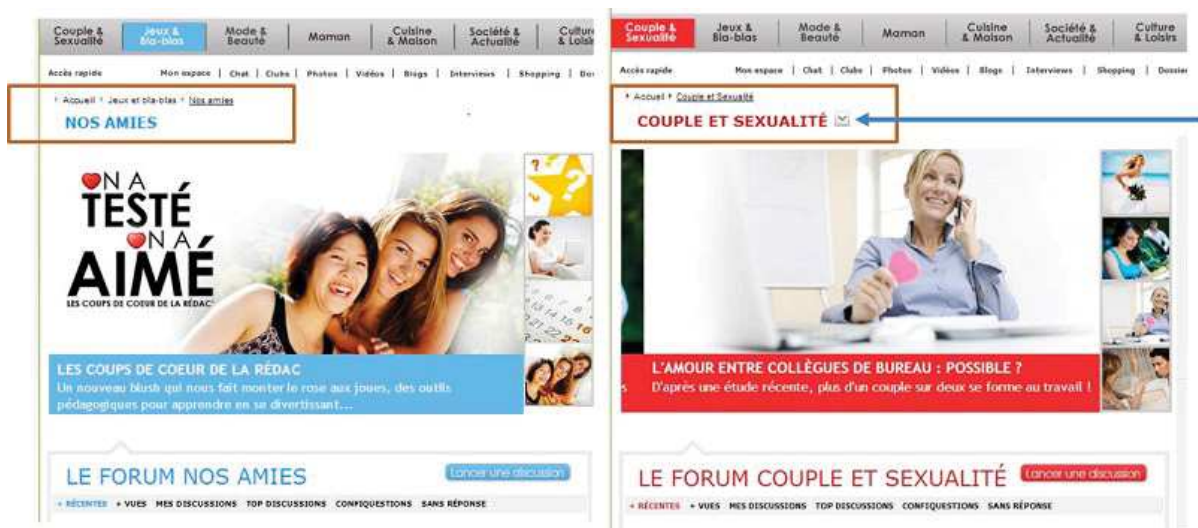 Couple & Sexualité
Jeux & Bla-blas
Mode & Beauté
Maman
Cuisine & Maison
Société & Actualité
Accès rapide
Mon espace | Chat | Clubs | Photos | Vidéos | Blogs | Interviews | Shopping |
Accueil Jeux et bla-blas Nos amies
NOS AMIES
ON A
TESTÉ
ON A
AIMÉ
LES COUPS DE COEUR DE LA RÉDAC'
LES COUPS DE COEUR DE LA RÉDAC
Un nouveau blush qui nous fait monter le rose aux joues, des outils
pédagogiques pour apprendre en se divertissant...
LE FORUM NOS AMIES
Lancer une discussion
+ RÉCENTES + VUES MES DISCUSSIONS TOP DISCUSSIONS CONFIQUESTIONS SANS RÉPONSE
Couple & Sexualité
Jeux & Bla-blas
Mode & Beauté
Maman
Cuisine & Maison
Société & Actualité
Culture & Loisirs
Accès rapide
Mon espace | Chat | Clubs | Photos | Vidéos | Blogs | Interviews | Shopping | Dossier
Accueil Couple et Sexualité
COUPLE ET SEXUALITÉ
L'AMOUR ENTRE COLLÈGUES DE BUREAU : POSSIBLE ?
D'après une étude récente, plus d'un couple sur deux se forme au travail !
LE FORUM COUPLE ET SEXUALITÉ
Lancer une discussion
+ RÉCENTES + VUES MES DISCUSSIONS TOP DISCUSSIONS CONFIQUESTIONS SANS RÉPONSE